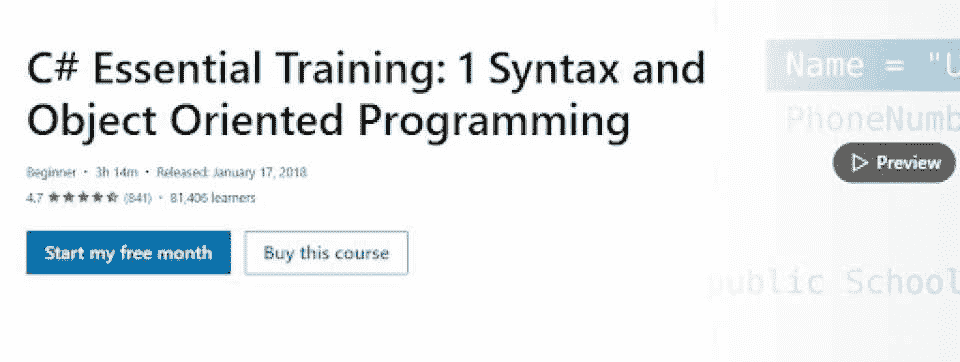 C# Essential Training: 1 Syntax and
Object Oriented Programming
Beginner • 3h 14m • Released: January 17, 2018
4.7 ★★★★★ (841) • 81,406 learners
Start my free month
Buy this course
Name = "U
PhoneNumb
Preview
public School